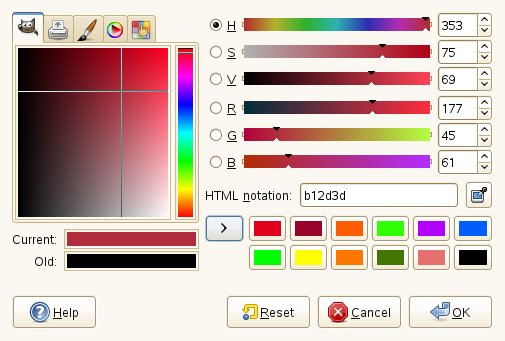 H 353
S 75
V 69
R 177
G 45
B 61
HTML notation: b12d3d
Current:
Old:
Help Reset Cancel OK